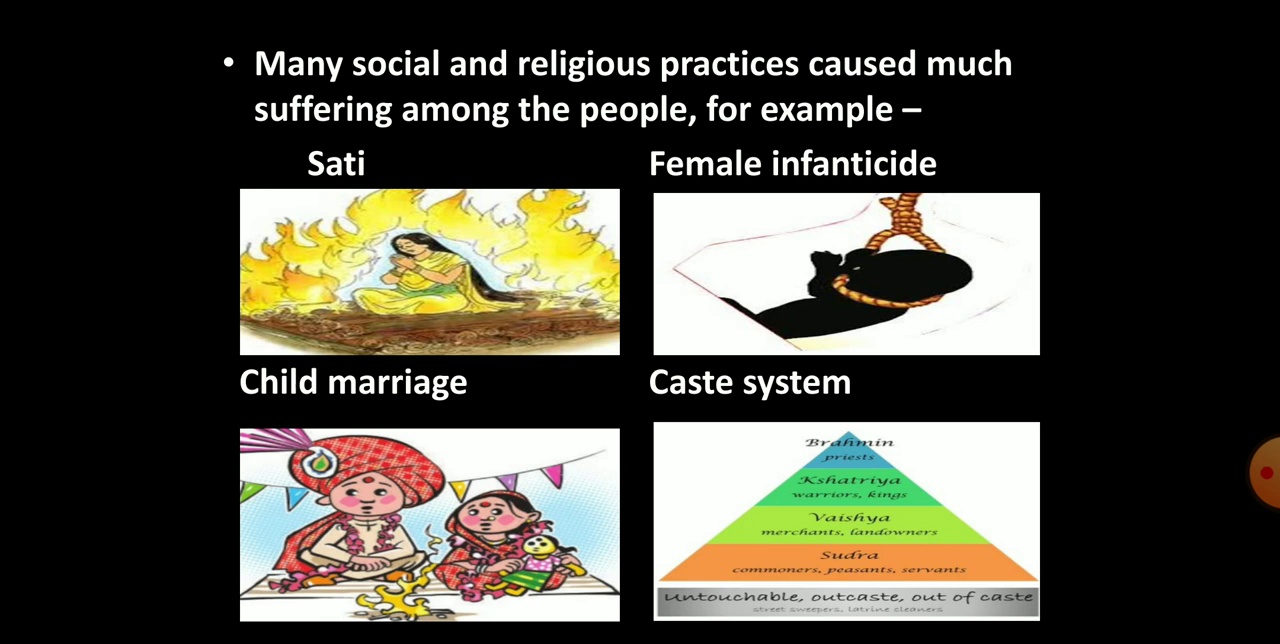 • Many social and religious practices caused much
suffering among the people, for example –
Sati
Female infanticide
Child marriage
Caste system
Brahmin
priests
Kshatriya
warriors, kings
Vaishya
merchants, landowners
Sudra
commoners, peasants, servants
Untouchable, outcaste, out of caste
street sweepers, latrine cleaners